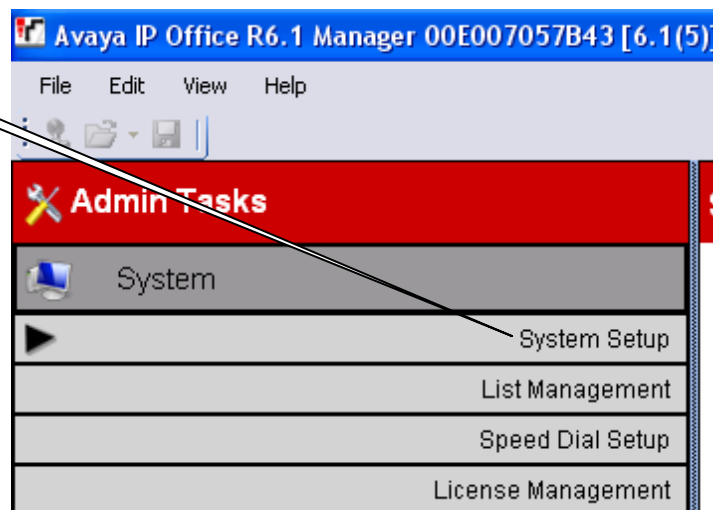 Avaya IP Office R6.1 Manager 00E007057B43 [6.1(5)]
File Edit View Help
Admin Tasks
System
System Setup
List Management
Speed Dial Setup
License Management